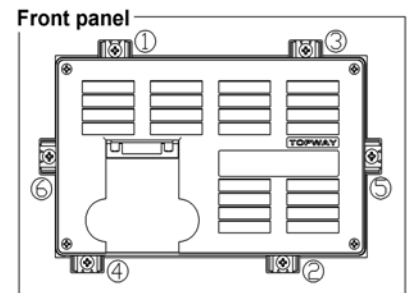 Front panel
① ③
TOPWAY
⑥ ⑤
④ ②